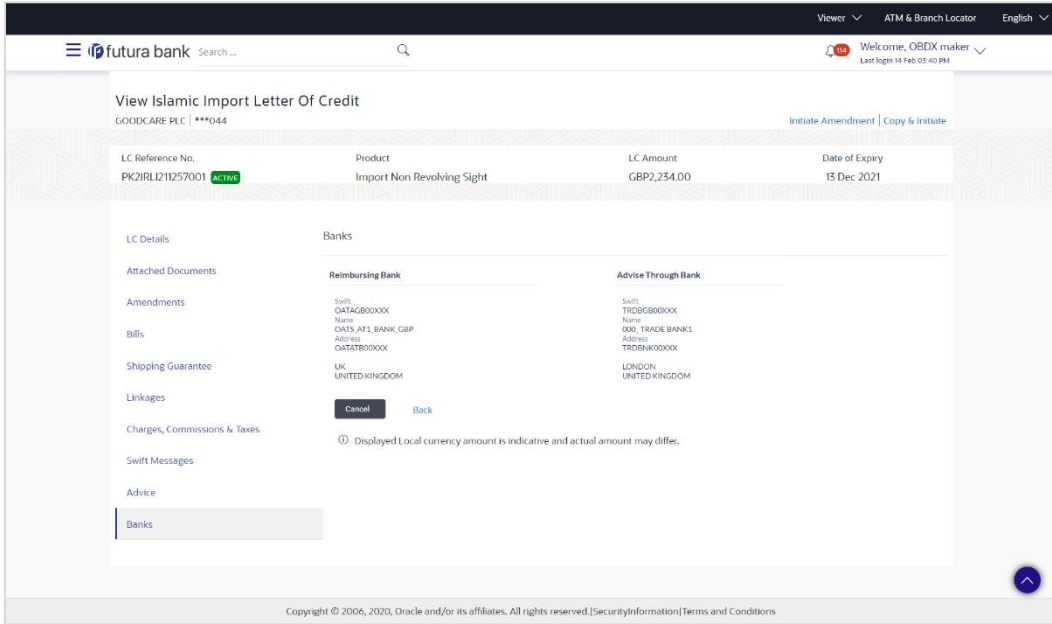 Viewer ATM & Branch Locator English
futura bank Search ... 114 Welcome, OBDX maker
Last login 14 Feb 03:40 PM
View Islamic Import Letter Of Credit
GOODCARE PLC | ***044
Initiate Amendment | Copy & Initiate
LC Reference No. Product LC Amount Date of Expiry
PK2IRLI211257001 ACTIVE Import Non Revolving Sight GBP2,234.00 13 Dec 2021
LC Details
Attached Documents
Amendments
Bills
Shipping Guarantee
Linkages
Charges, Commissions & Taxes
Swift Messages
Advice
Banks
Banks
Reimbursing Bank
Swift
OATAGB00XXX
Name
OATS_AT1_BANK_GBP
Address
OATATB00XXX
UK
UNITED KINGDOM
Advise Through Bank
Swift
TRDBGB00XXX
Name
000_ TRADE BANK1
Address
TRDBNK00XXX
LONDON
UNITED KINGDOM
Cancel Back
Displayed Local currency amount is indicative and actual amount may differ.
Copyright © 2006, 2020, Oracle and/or its affiliates. All rights reserved.|SecurityInformation|Terms and Conditions